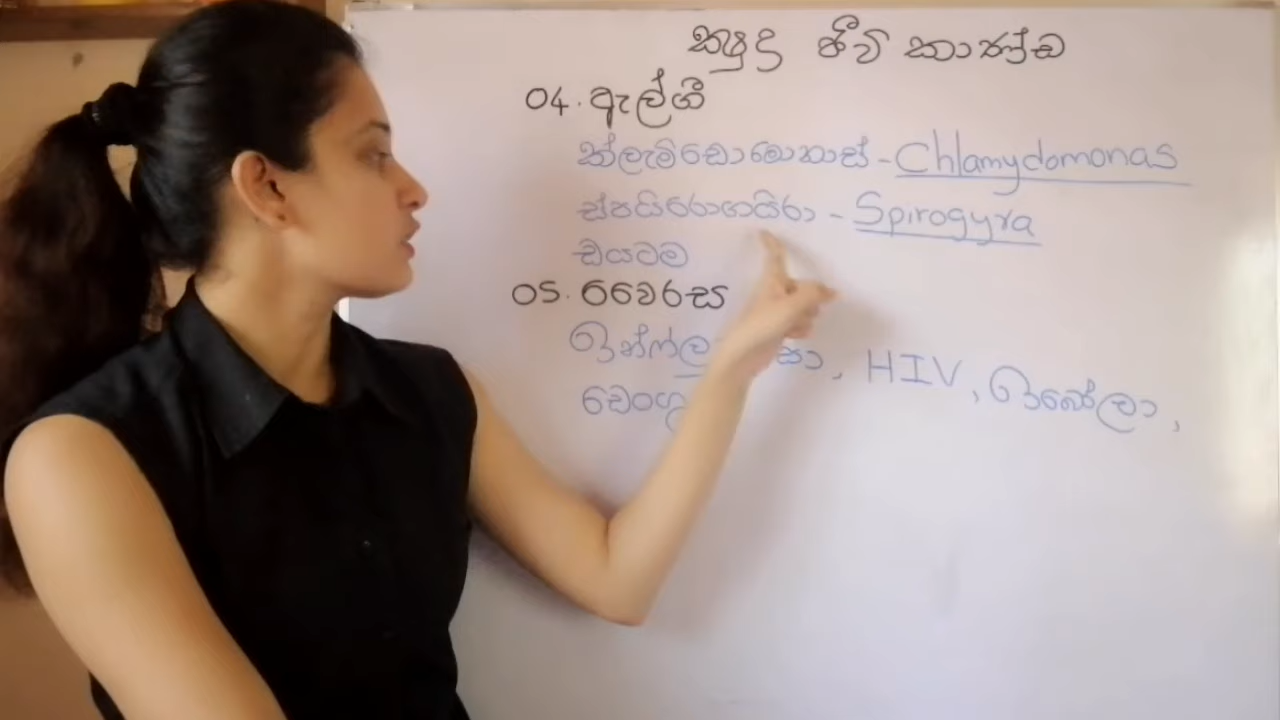 ක්ෂුද්‍ර ජීවි කාණ්ඩ
04. ඇල්ගී
ක්ලැමිඩොමොනාස් - Chlamydomonas
ස්පයිරොගයිරා - Spirogyra
ඩයටම
05. වෛරස
HIV, ඉබෝලා,
ඩෙංගු